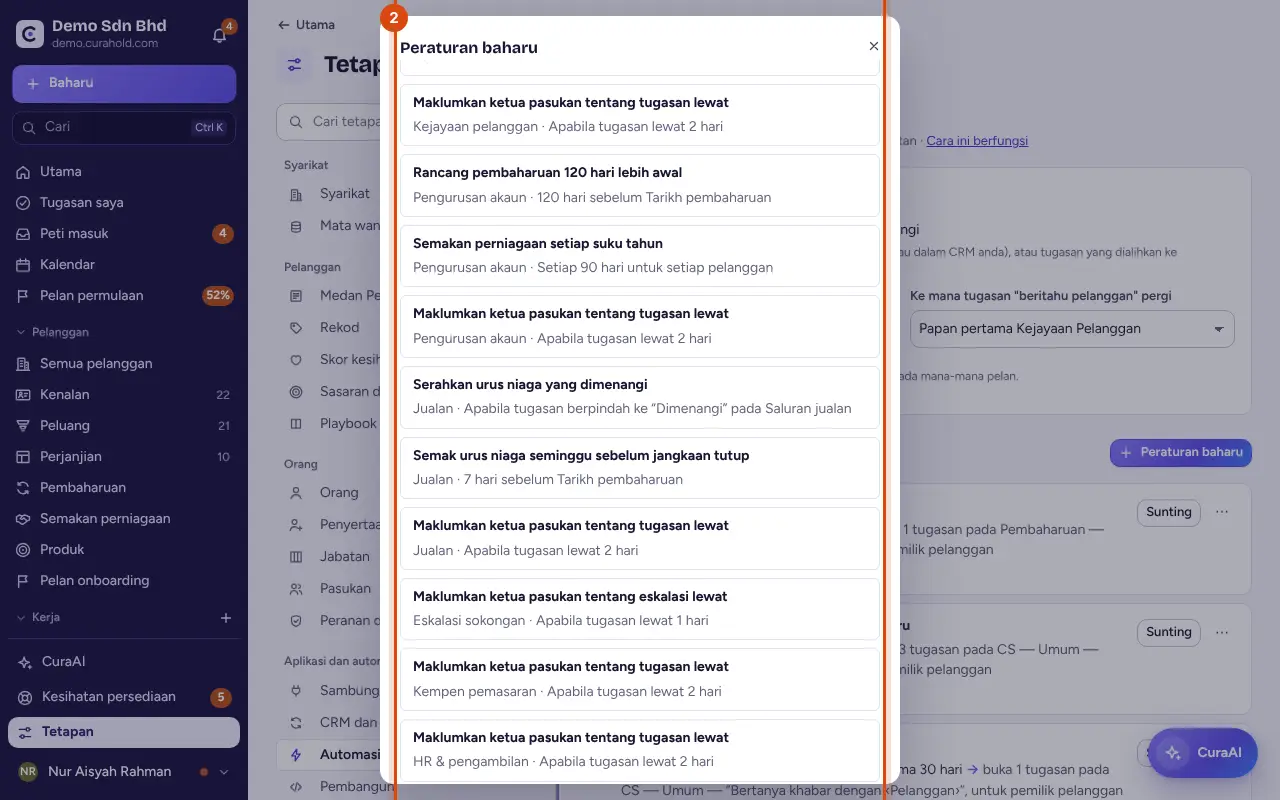 Demo Sdn Bhd
demo.curahold.com
4
Baharu
Cari
Ctrl K
Utama
Tugasan saya
Peti masuk
4
Kalendar
Pelan permulaan
52%
Pelanggan
Semua pelanggan
Kenalan
22
Peluang
21
Perjanjian
10
Pembaharuan
Semakan perniagaan
Produk
Pelan onboarding
Kerja
CuraAI
Kesihatan persediaan
5
Tetapan
NR
Nur Aisyah Rahman
← Utama
Tetap
Cari tetapa
Syarikat
Syarikat
Mata wan
Pelanggan
Medan Pe
Rekod
Skor kesih
Sasaran d
Playbook
Orang
Orang
Penyertaa
Jabatan
Pasukan
Peranan d
Aplikasi dan autor
Sambung
CRM dan
Automasi
Pembangun
2
Peraturan baharu
×
Maklumkan ketua pasukan tentang tugasan lewat
Kejayaan pelanggan · Apabila tugasan lewat 2 hari
Rancang pembaharuan 120 hari lebih awal
Pengurusan akaun · 120 hari sebelum Tarikh pembaharuan
Semakan perniagaan setiap suku tahun
Pengurusan akaun · Setiap 90 hari untuk setiap pelanggan
Maklumkan ketua pasukan tentang tugasan lewat
Pengurusan akaun · Apabila tugasan lewat 2 hari
Serahkan urus niaga yang dimenangi
Jualan · Apabila tugasan berpindah ke “Dimenangi” pada Saluran jualan
Semak urus niaga seminggu sebelum jangkaan tutup
Jualan · 7 hari sebelum Tarikh pembaharuan
Maklumkan ketua pasukan tentang tugasan lewat
Jualan · Apabila tugasan lewat 2 hari
Maklumkan ketua pasukan tentang eskalasi lewat
Eskalasi sokongan · Apabila tugasan lewat 1 hari
Maklumkan ketua pasukan tentang tugasan lewat
Kempen pemasaran · Apabila tugasan lewat 2 hari
Maklumkan ketua pasukan tentang tugasan lewat
HR & pengambilan · Apabila tugasan lewat 2 hari
tan · Cara ini berfungsi
ngi
au dalam CRM anda), atau tugasan yang dialihkan ke
Ke mana tugasan "beritahu pelanggan" pergi
Papan pertama Kejayaan Pelanggan
ada mana-mana pelan.
+ Peraturan baharu
Sunting
···
1 tugasan pada Pembaharuan —
milik pelanggan
ru
Sunting
···
3 tugasan pada CS — Umum —
milik pelanggan
ma 30 hari → buka 1 tugasan pada
CS — Umum — “Bertanya khabar dengan ‹Pelanggan›”, untuk pemilik pelanggan
CuraAI